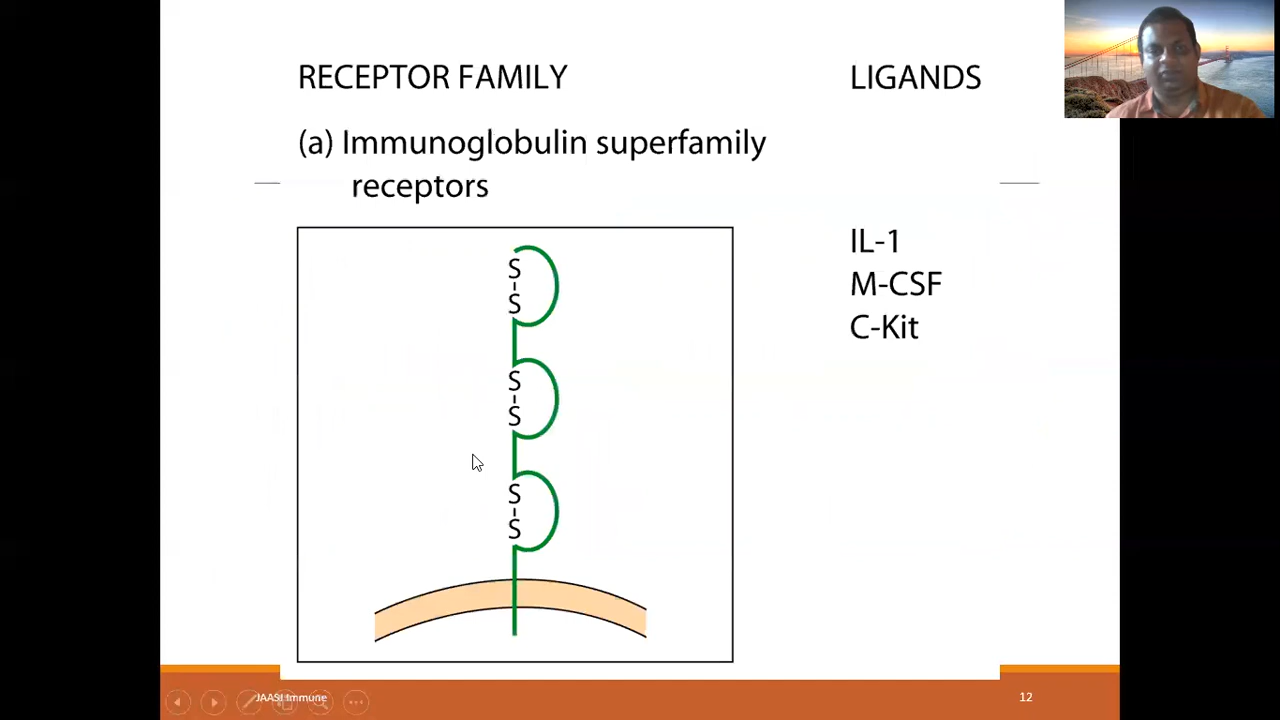 RECEPTOR FAMILY
LIGANDS
(a) Immunoglobulin superfamily
receptors
IL-1
M-CSF
C-Kit
S
S
S
S
S
S
JAASI Immune
12